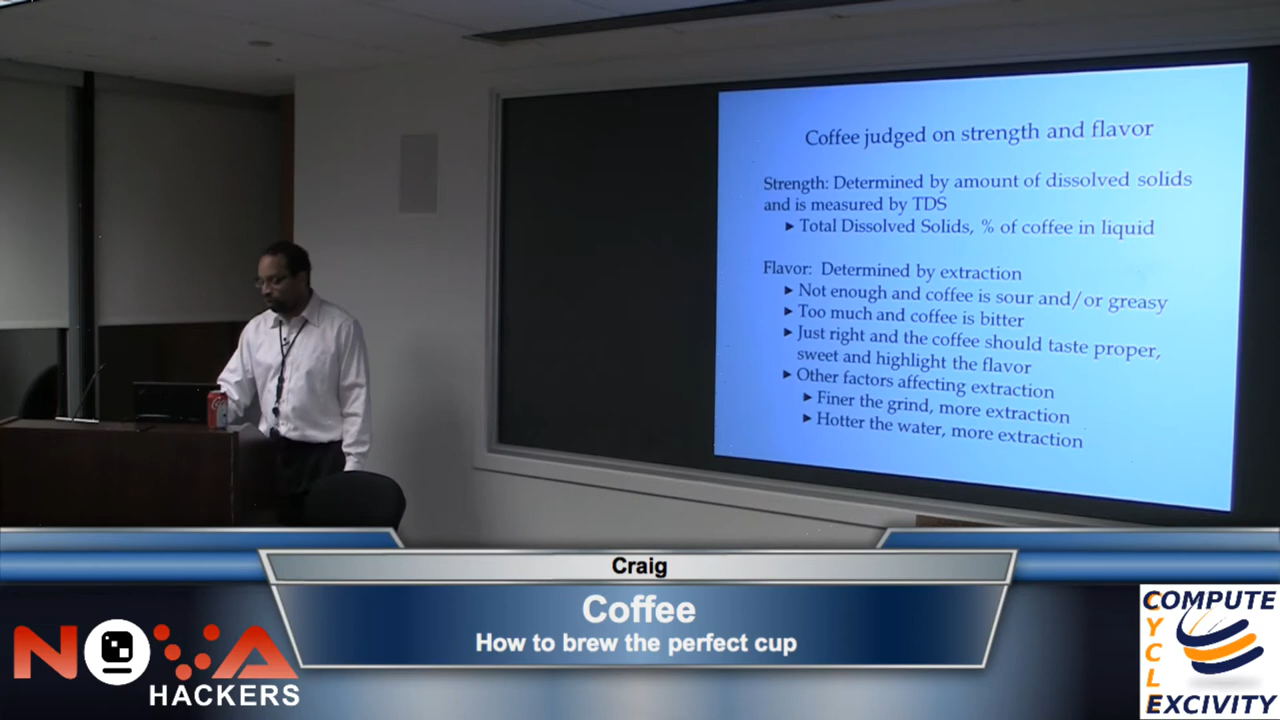 Coffee judged on strength and flavor
Strength: Determined by amount of dissolved solids
and is measured by TDS
► Total Dissolved Solids, % of coffee in liquid
Flavor: Determined by extraction
► Not enough and coffee is sour and/or greasy
► Too much and coffee is bitter
► Just right and the coffee should taste proper,
sweet and highlight the flavor
► Other factors affecting extraction
► Finer the grind, more extraction
► Hotter the water, more extraction
Craig
Coffee
How to brew the perfect cup
NOVA
HACKERS
COMPUTE
CYCLE
EXCIVITY